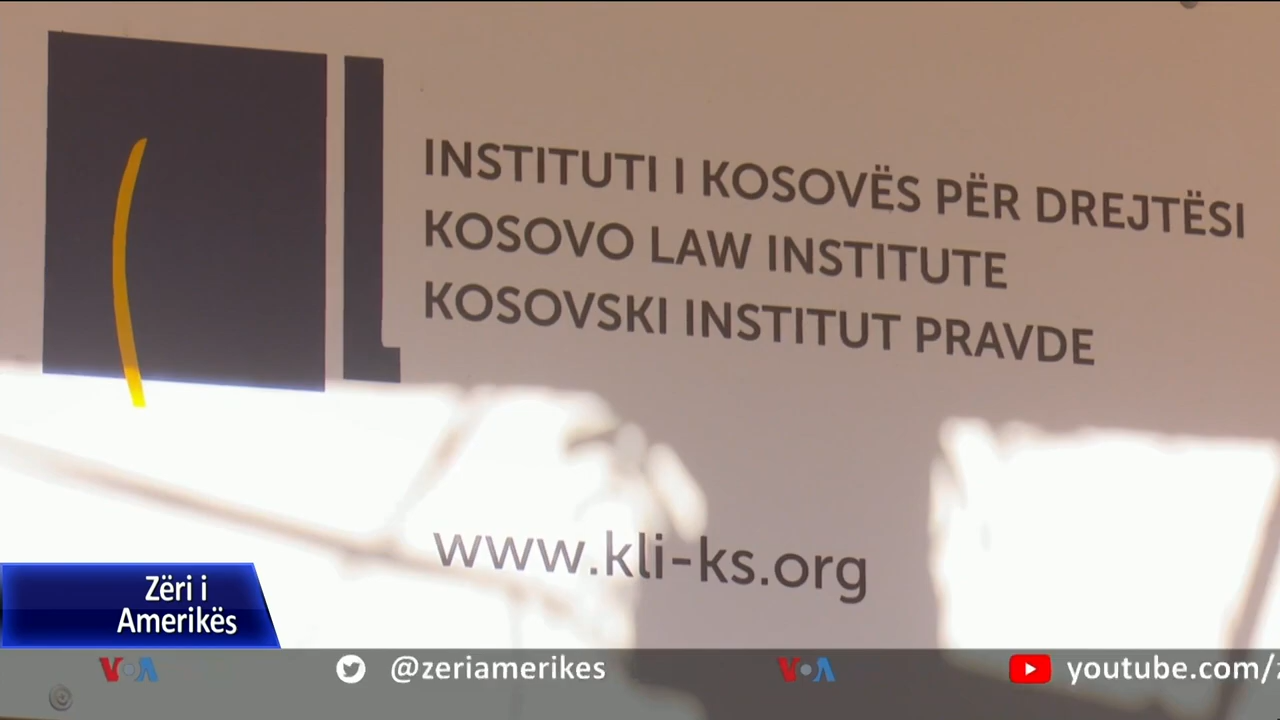 INSTITUTI I KOSOVËS PËR DREJTËSI
KOSOVO LAW INSTITUTE
KOSOVSKI INSTITUT PRAVDE
www.kli-ks.org
Zëri i
Amerikës
VOA @zeriamerikes VOA youtube.com/